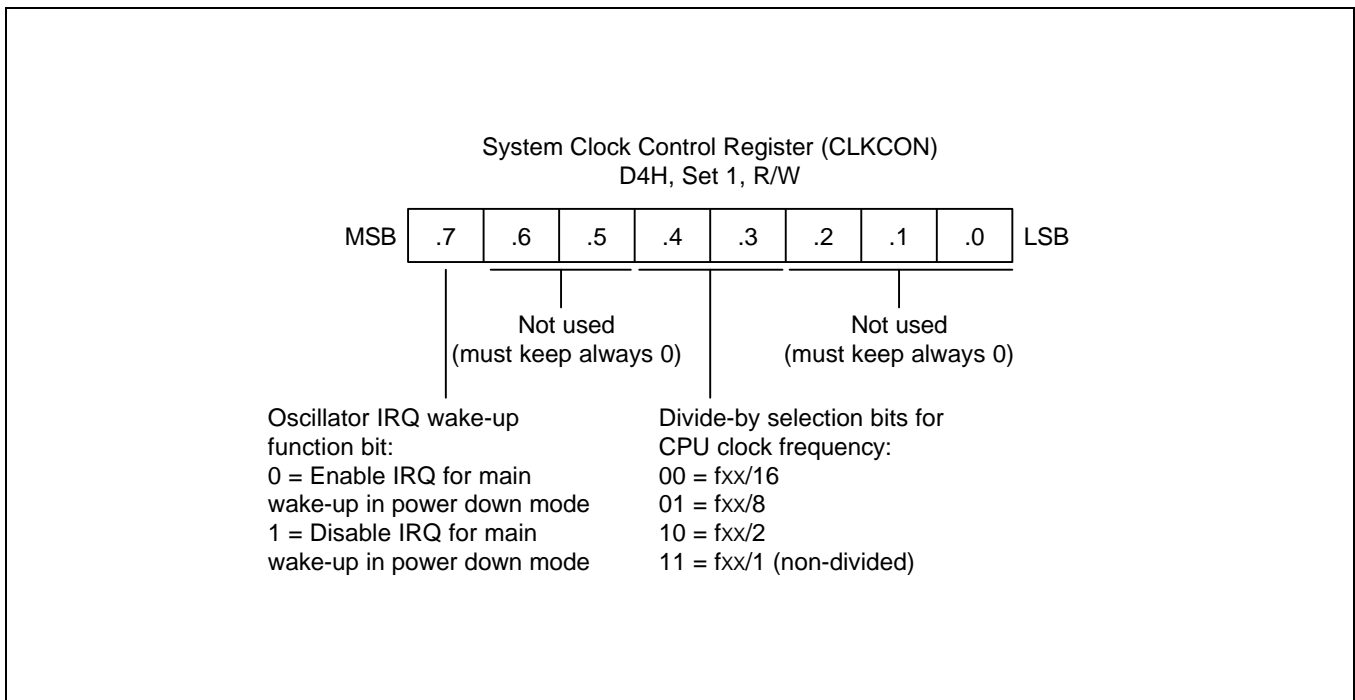 System Clock Control Register (CLKCON)
D4H, Set 1, R/W
MSB .7 .6 .5 .4 .3 .2 .1 .0 LSB
Not used
(must keep always 0)
Not used
(must keep always 0)
Oscillator IRQ wake-up
function bit:
0 = Enable IRQ for main
wake-up in power down mode
1 = Disable IRQ for main
wake-up in power down mode
Divide-by selection bits for
CPU clock frequency:
00 = fxx/16
01 = fxx/8
10 = fxx/2
11 = fxx/1 (non-divided)